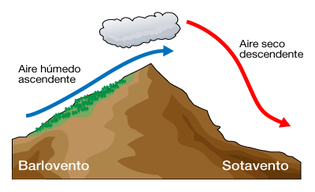 Aire húmedo
ascendente
Aire seco
descendente
Barlovento
Sotavento